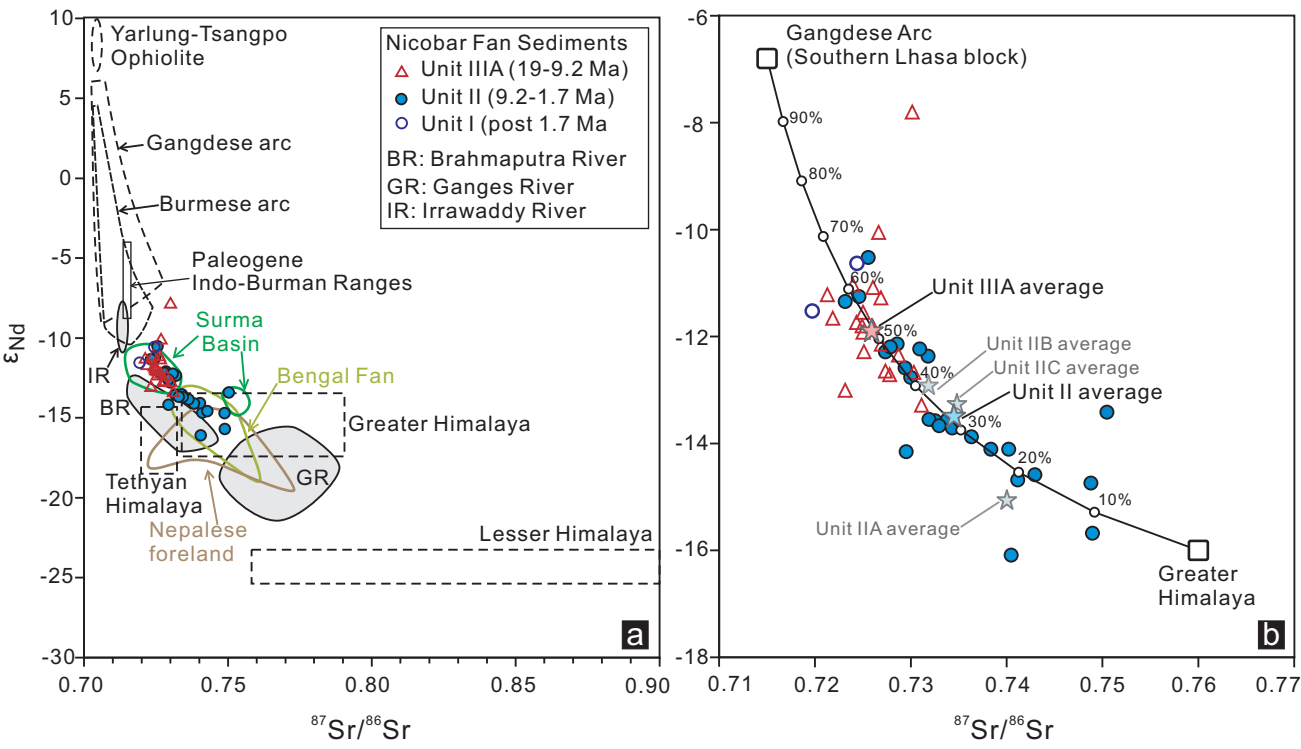 10
5
0
-5
-10
-15
-20
-25
-30
εNd
0.70
0.75
0.80
0.85
0.90
87Sr/86Sr
Yarlung-Tsangpo
Ophiolite
Gangdese arc
Burmese arc
Paleogene
Indo-Burman Ranges
Surma
Basin
IR
BR
Bengal Fan
Greater Himalaya
Tethyan
Himalaya
GR
Nepalese
foreland
Lesser Himalaya
Nicobar Fan Sediments
Unit IIIA (19-9.2 Ma)
Unit II (9.2-1.7 Ma)
Unit I (post 1.7 Ma
BR: Brahmaputra River
GR: Ganges River
IR: Irrawaddy River
a
-6
-8
-10
-12
-14
-16
-18
0.71
0.72
0.73
0.74
0.75
0.76
0.77
87Sr/86Sr
Gangdese Arc
(Southern Lhasa block)
90%
80%
70%
60%
50%
40%
30%
20%
10%
Unit IIIA average
Unit IIB average
Unit IIC average
Unit II average
Unit IIA average
Greater
Himalaya
b